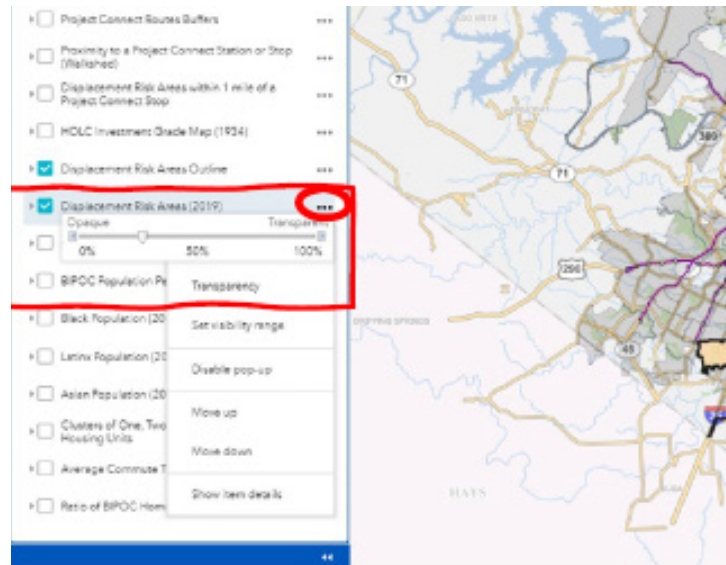 Project Connect Routes Buffers
Proximity to a Project Connect Station or Stop
(Walkshed)
Displacement Risk Areas within 1 mile of a
Project Connect Stop
HOLC Investment Grade Map (1934)
Displacement Risk Areas Outline
Displacement Risk Areas (2019)
Opaque Transparent
0% 50% 100%
BIPOC Population Pe
Transparency
Black Population (20
Set visibility range
Latinx Population (20
Disable pop-up
Asian Population (20
Move up
Clusters of One, Two
Housing Units
Move down
Average Commute T
Show item details
Ratio of BIPOC Hom
71
71
290
45
DRIPPING SPRINGS
HAYS